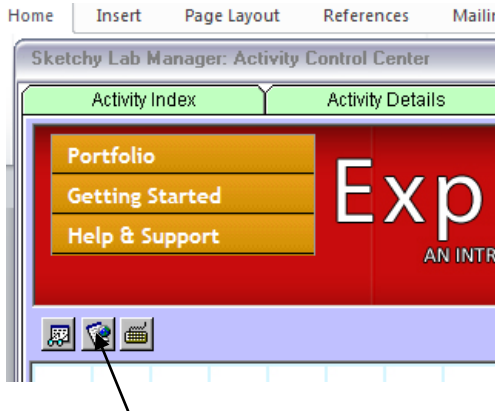 Home Insert Page Layout References
Sketchy Lab Manager: Activity Control Center
Activity Index Activity Details
Portfolio
Getting Started
Help & Support
Exp
AN INTR